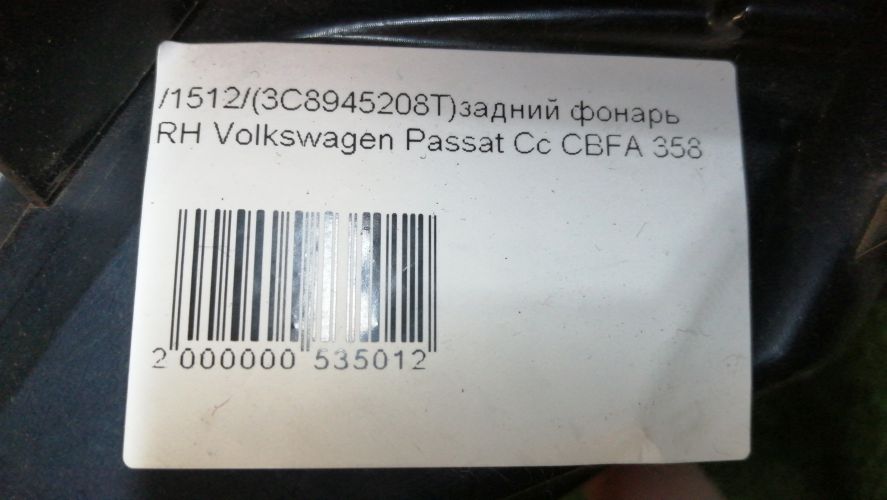 /1512/(3C8945208T)задний фонарь
RH Volkswagen Passat Cc CBFA 358
2 000000 535012